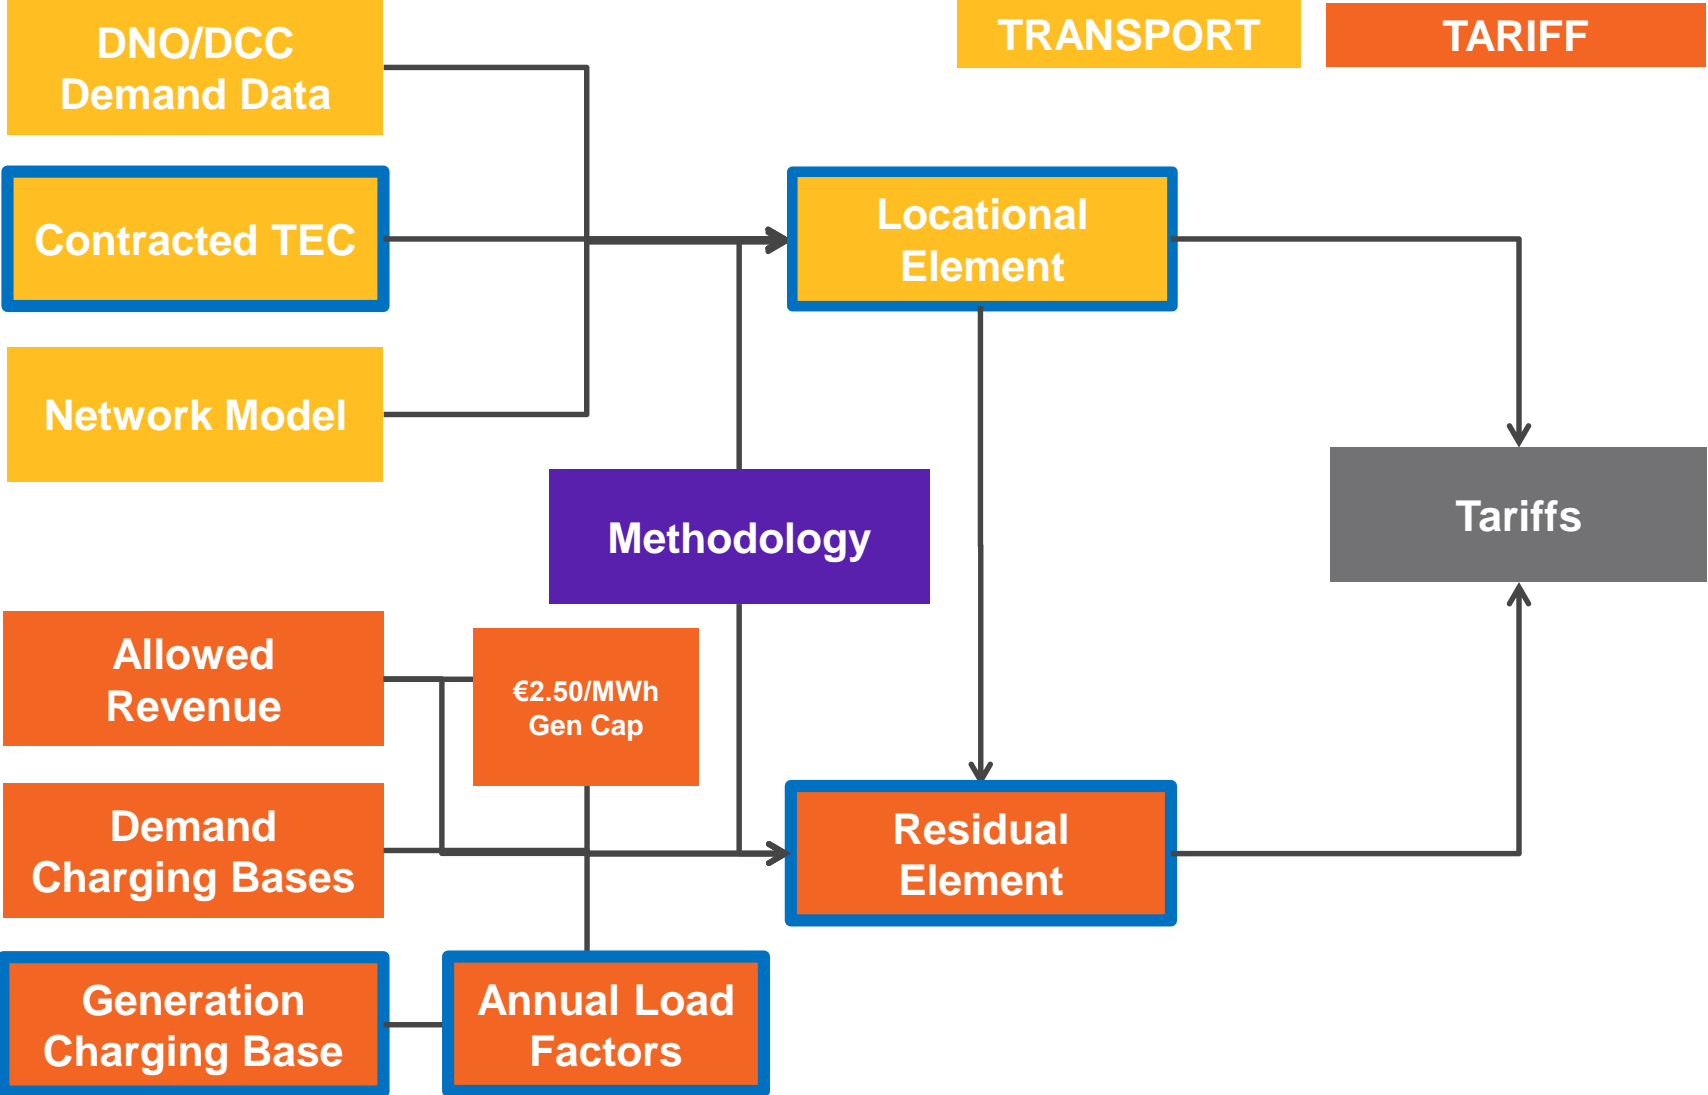 DNO/DCC
Demand Data
TRANSPORT
TARIFF
Contracted TEC
Locational
Element
Network Model
Methodology
Tariffs
Allowed
Revenue
€2.50/MWh
Gen Cap
Demand
Charging Bases
Residual
Element
Generation
Charging Base
Annual Load
Factors